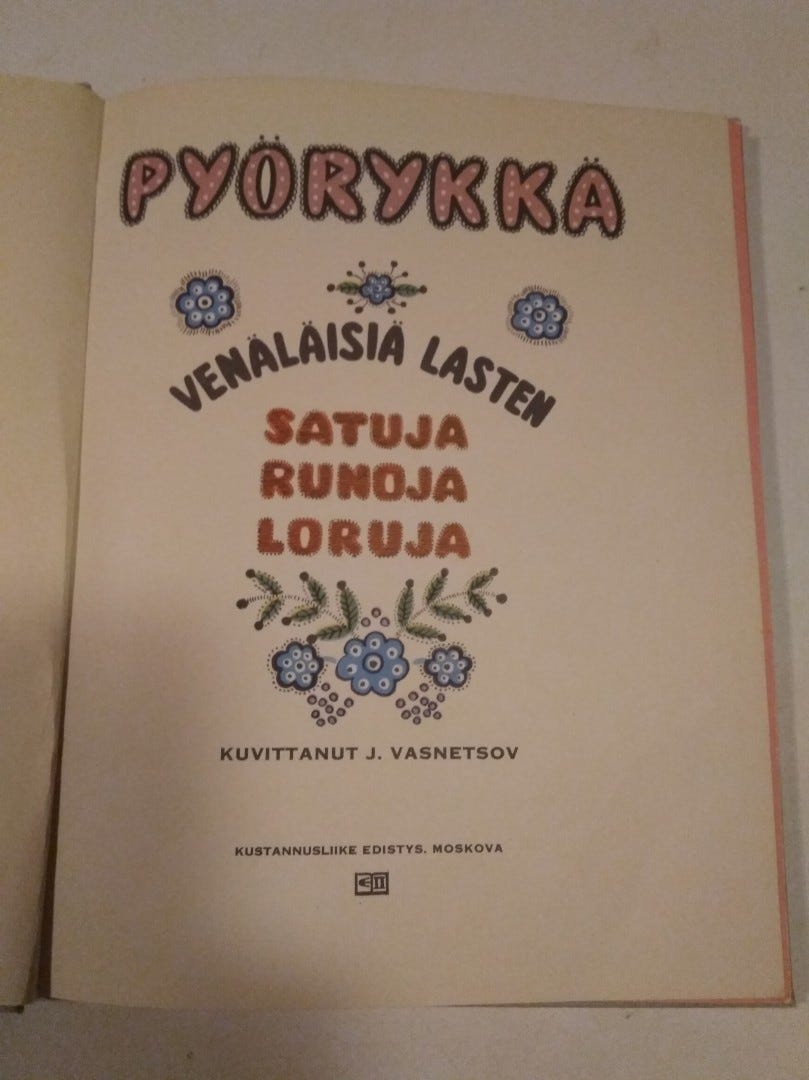 PYÖRYKKÄ
VENÄLÄISIÄ LASTEN
SATUJA
RUNOJA
LORUJA
KUVITTANUT J. VASNETSOV
KUSTANNUSLIIKE EDISTYS. MOSKOVA